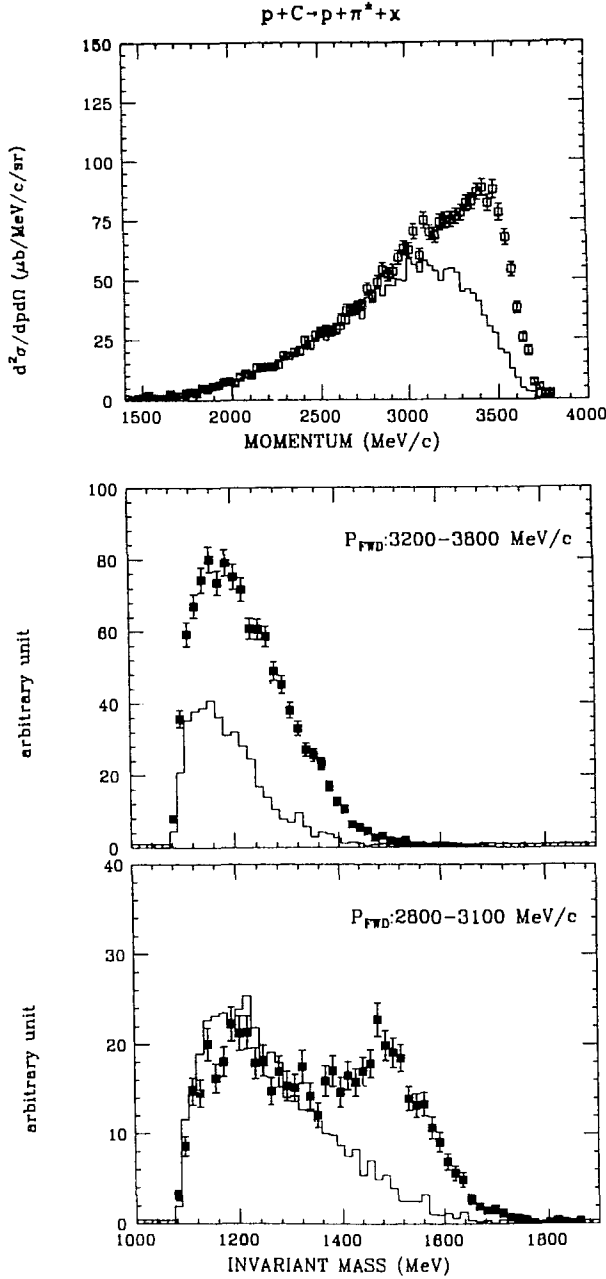 p+C→p+π*+x
150
125
100
75
50
25
0
d²σ/dpdΩ (μb/MeV/c/sr)
1500 2000 2500 3000 3500 4000
MOMENTUM (MeV/c)
100
80
60
40
20
0
arbitrary unit
P_FWD:3200−3800 MeV/c
40
30
20
10
0
arbitrary unit
P_FWD:2800−3100 MeV/c
1000 1200 1400 1600 1800
INVARIANT MASS (MeV)